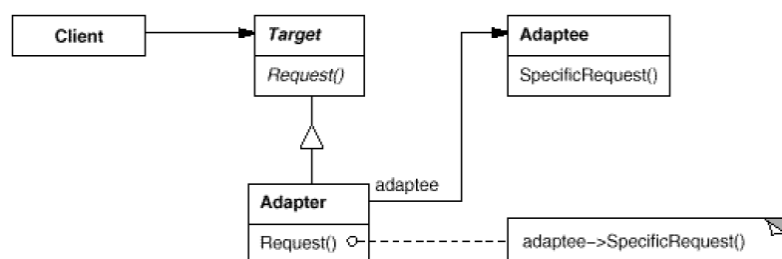 Client
Target
Request()
Adaptee
SpecificRequest()
adaptee
Adapter
Request()
adaptee->SpecificRequest()